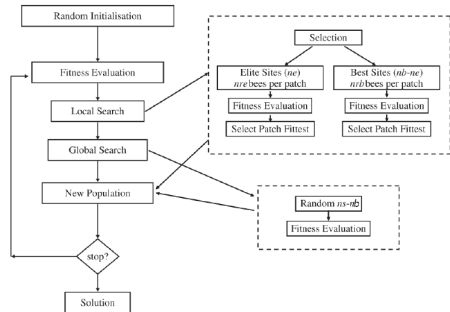 Random Initialisation
Fitness Evaluation
Local Search
Global Search
New Population
stop?
Solution
Selection
Elite Sites (ne)
nre bees per patch
Fitness Evaluation
Select Patch Fittest
Best Sites (nb-ne)
nrb bees per patch
Fitness Evaluation
Select Patch Fittest
Random ns-nb
Fitness Evaluation